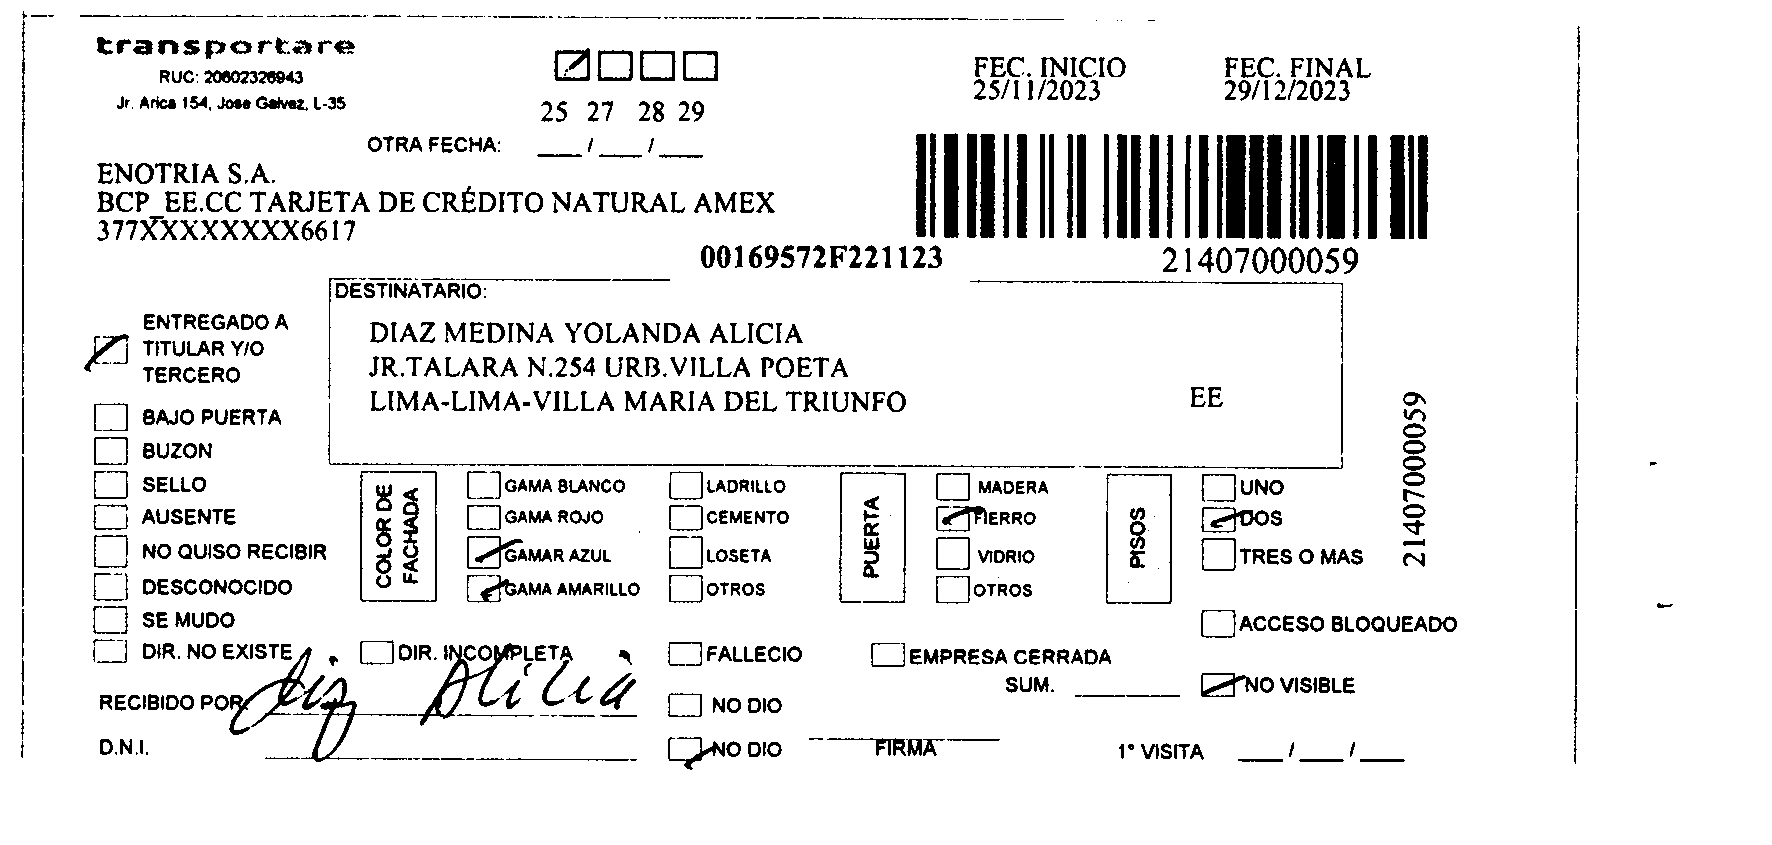 transportare
RUC: 20602326943
Jr. Arica 154, Jose Galvez, L-35
25 27 28 29
OTRA FECHA: ___ / ___ / ___
FEC. INICIO
25/11/2023
FEC. FINAL
29/12/2023
ENOTRIA S.A.
BCP_EE.CC TARJETA DE CRÉDITO NATURAL AMEX
377XXXXXXXX6617
00169572F221123
21407000059
DESTINATARIO:
DIAZ MEDINA YOLANDA ALICIA
JR.TALARA N.254 URB.VILLA POETA
LIMA-LIMA-VILLA MARIA DEL TRIUNFO EE
21407000059
ENTREGADO A
TITULAR Y/O
TERCERO
BAJO PUERTA
BUZON
SELLO
AUSENTE
NO QUISO RECIBIR
DESCONOCIDO
SE MUDO
DIR. NO EXISTE
COLOR DE
FACHADA
GAMA BLANCO
GAMA ROJO
GAMAR AZUL
GAMA AMARILLO
LADRILLO
CEMENTO
LOSETA
OTROS
PUERTA
MADERA
FIERRO
VIDRIO
OTROS
PISOS
UNO
DOS
TRES O MAS
ACCESO BLOQUEADO
DIR. INCOMPLETA
FALLECIO
EMPRESA CERRADA
SUM. ________
NO VISIBLE
RECIBIDO POR Alicia
NO DIO
D.N.I.
NO DIO
FIRMA
1° VISITA ___ / ___ / ___